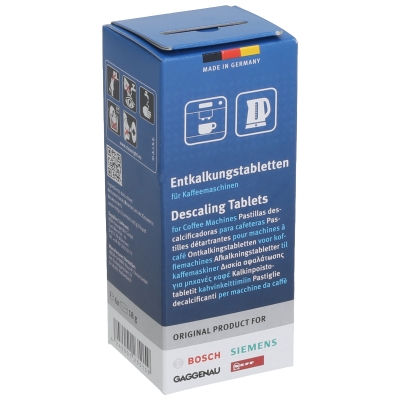 MADE IN GERMANY
Entkalkungstabletten
für Kaffeemaschinen
Descaling Tablets
for Coffee Machines Pastillas des-
calcificadoras para cafeteras Pas-
tilles détartrantes pour machines à
café Ontkalkingstabletten voor kof-
fiemachines Afkalkningstabletter til
kaffemaskiner Δισκία αφαλάτωσης
για μηχανές καφέ Kalkinpoisto-
tabletit kahvinkeittimiin Pastiglie
decalcificanti per macchine da caffè
ORIGINAL PRODUCT FOR
BOSCH SIEMENS
GAGGENAU